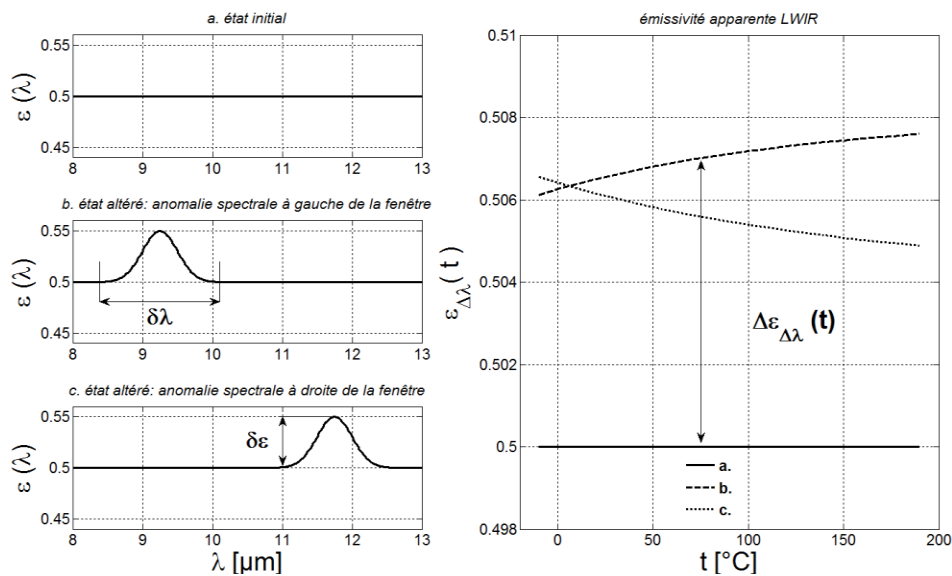 a. état initial
ε (λ)
0.55
0.5
0.45
8 9 10 11 12 13
b. état altéré: anomalie spectrale à gauche de la fenêtre
ε (λ)
0.55
0.5
0.45
δλ
8 9 10 11 12 13
c. état altéré: anomalie spectrale à droite de la fenêtre
ε (λ)
0.55
0.5
0.45
δε
8 9 10 11 12 13
λ [µm]
émissivité apparente LWIR
ε_Δλ( t )
0.51
0.508
0.506
0.504
0.502
0.5
0.498
Δε_Δλ (t)
a.
b.
c.
0 50 100 150 200
t [°C]